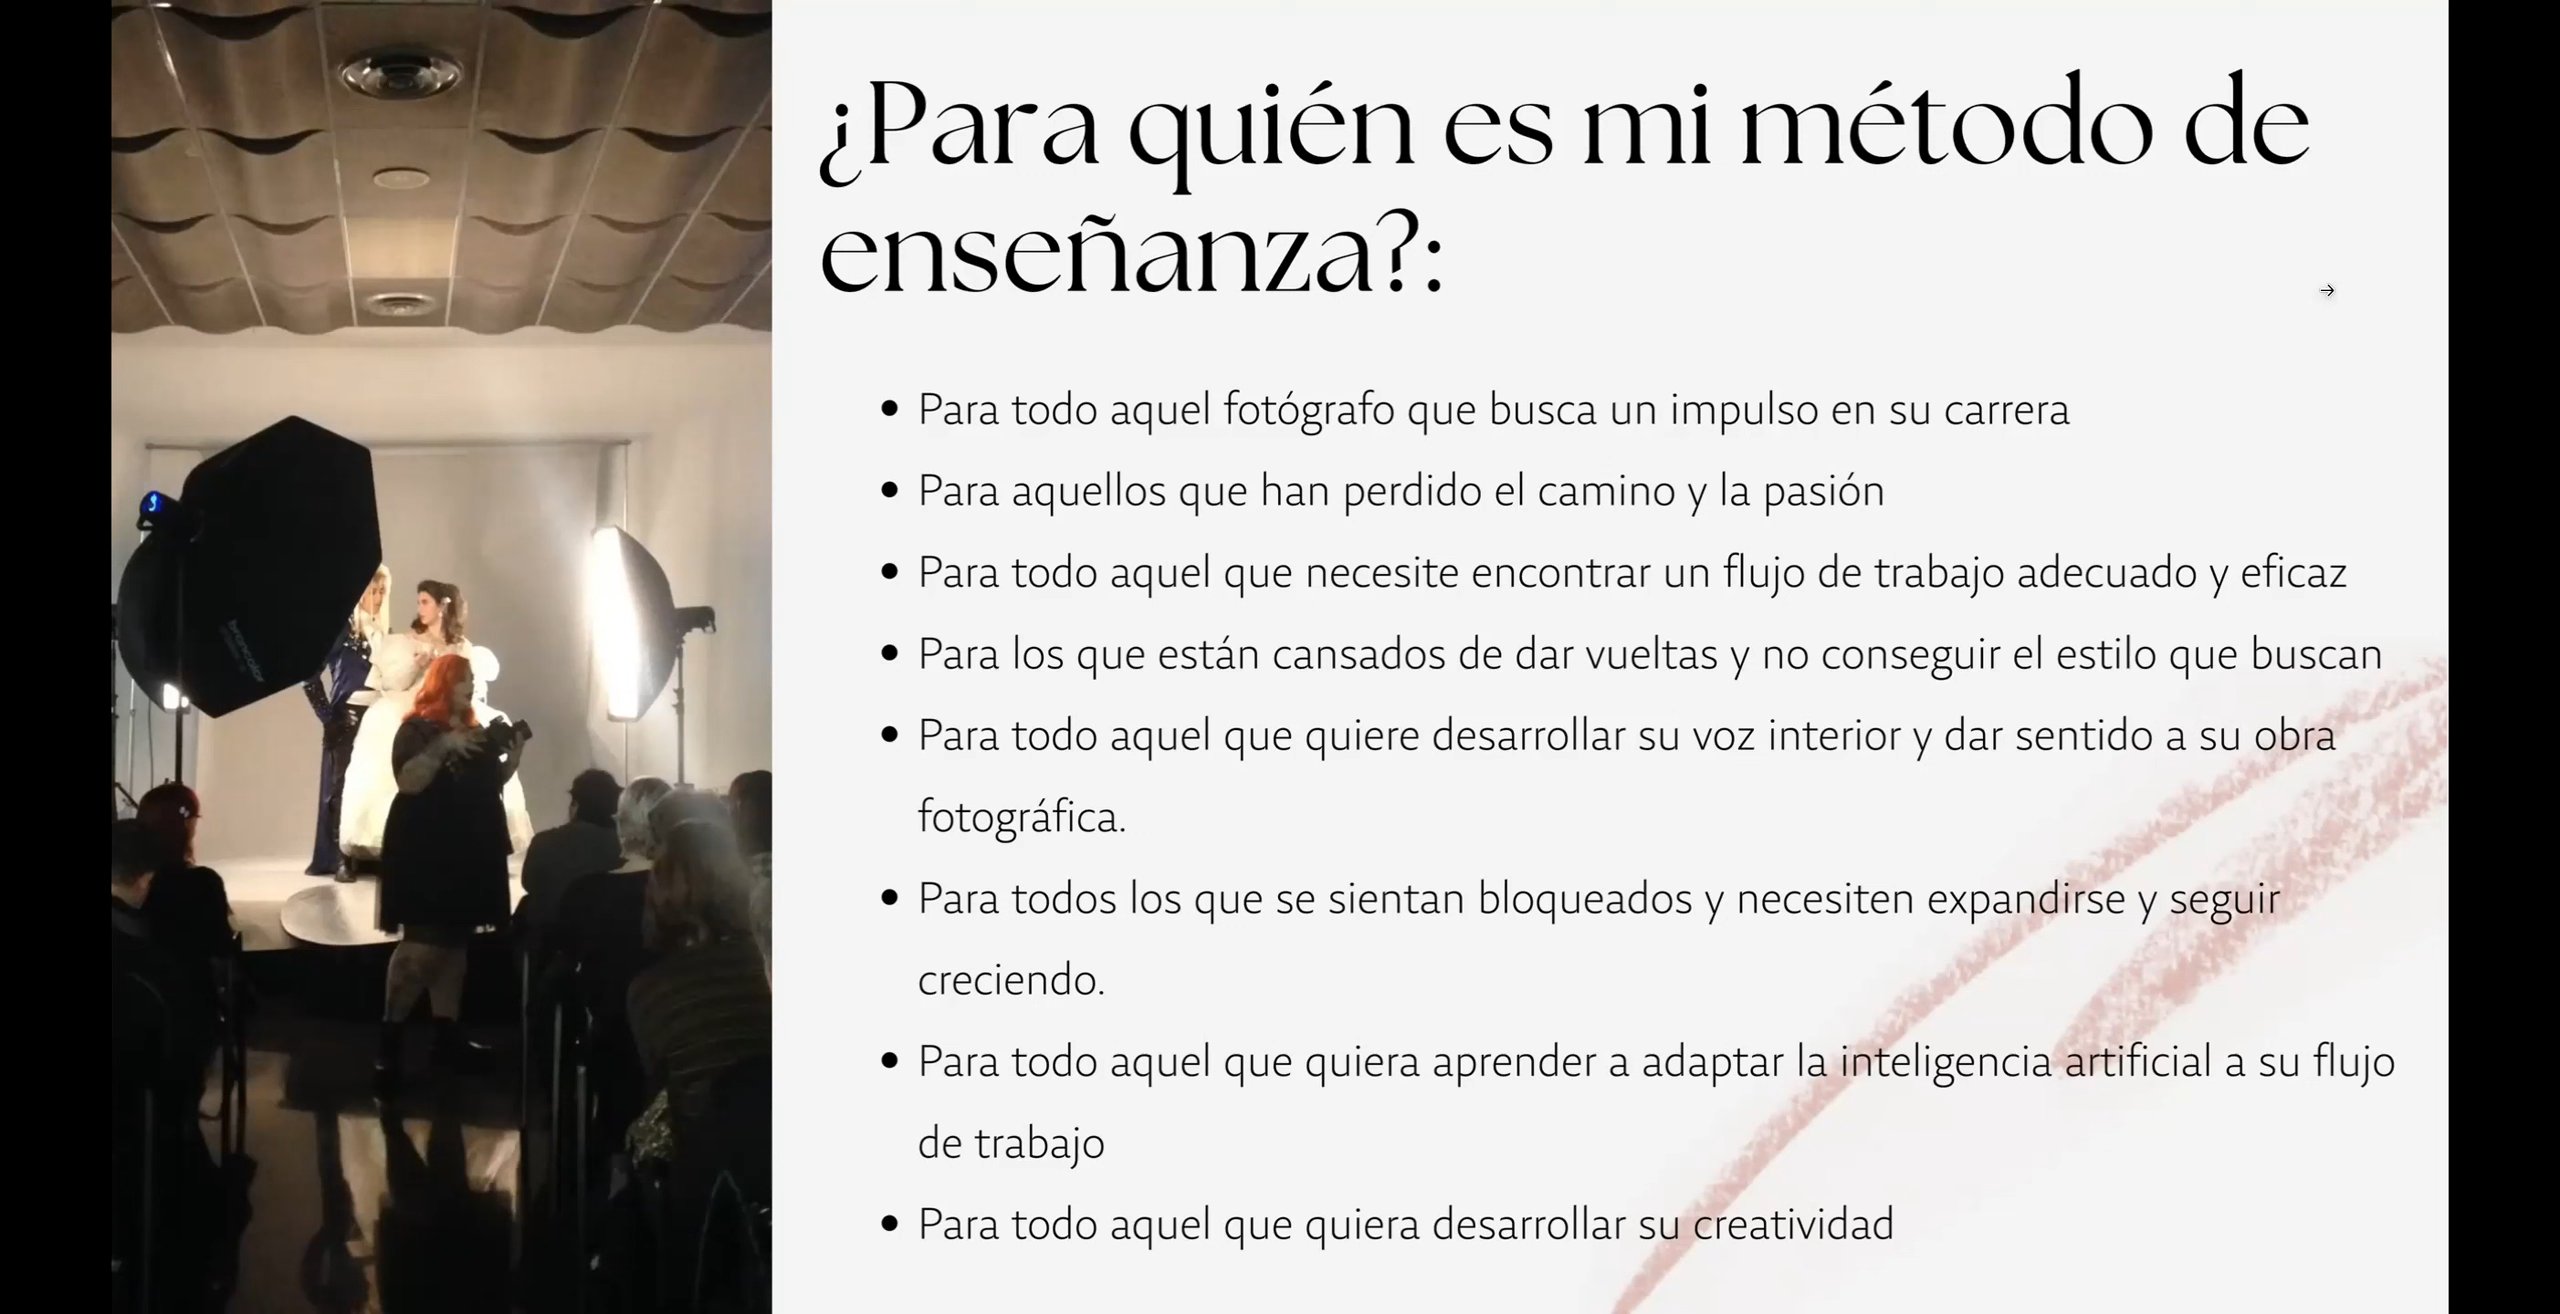 ¿Para quién es mi método de
enseñanza?:
• Para todo aquel fotógrafo que busca un impulso en su carrera
• Para aquellos que han perdido el camino y la pasión
• Para todo aquel que necesite encontrar un flujo de trabajo adecuado y eficaz
• Para los que están cansados de dar vueltas y no conseguir el estilo que buscan
• Para todo aquel que quiere desarrollar su voz interior y dar sentido a su obra
fotográfica.
• Para todos los que se sientan bloqueados y necesiten expandirse y seguir
creciendo.
• Para todo aquel que quiera aprender a adaptar la inteligencia artificial a su flujo
de trabajo
• Para todo aquel que quiera desarrollar su creatividad
broncolor